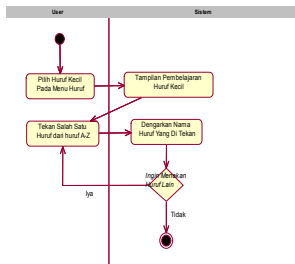 User
Sistem
Pilih Huruf Kecil
Pada Menu Huruf
Tampilan Pembelajaran
Huruf Kecil
Tekan Salah Satu
Huruf dari huruf A-Z
Dengarkan Nama
Huruf Yang Di Tekan
Ingin Menekan
Huruf Lain
Iya
Tidak